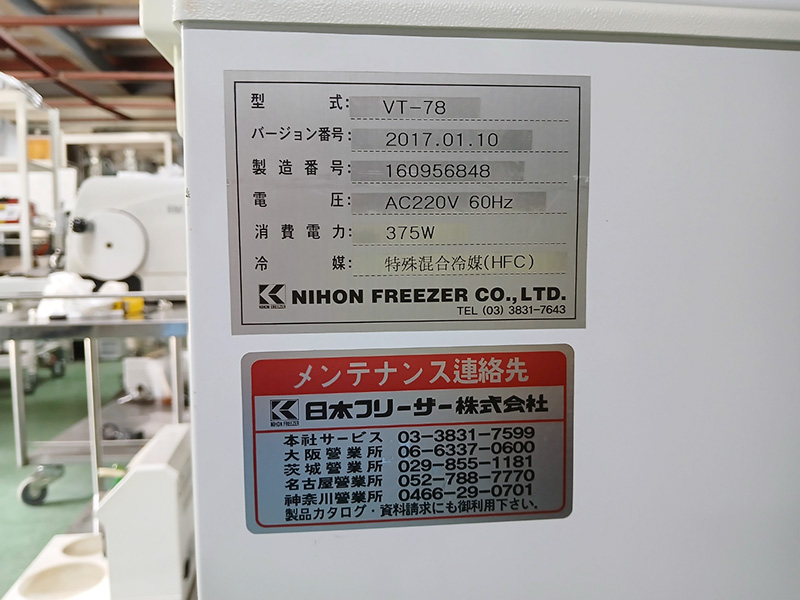 型 式: VT-78
バージョン番号: 2017.01.10
製造番号: 160956848
電 圧: AC220V 60Hz
消費電力: 375W
冷 媒: 特殊混合冷媒(HFC)
NIHON FREEZER NIHON FREEZER CO.,LTD.
TEL (03) 3831-7643
メンテナンス連絡先
NIHON FREEZER 日本フリーザー株式会社
本社サービス 03-3831-7599
大阪営業所 06-6337-0600
茨城営業所 029-855-1181
名古屋営業所 052-788-7770
神奈川営業所 0466-29-0701
製品カタログ・資料請求にも御利用下さい。